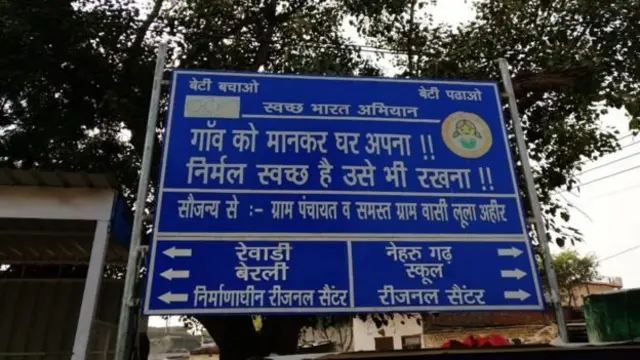 बेटी बचाओ बेटी पढाओ
स्वच्छ भारत अभियान
गाँव को मानकर घर अपना !!
निर्मल स्वच्छ है उसे भी रखना !!
सौजन्य से :- ग्राम पंचायत व समस्त ग्राम वासी लूला अहीर
रेवाडी
बेरली
निर्माणाधीन रीजनल सैंटर
नेहरु गढ़
स्कूल
रीजनल सैंटर